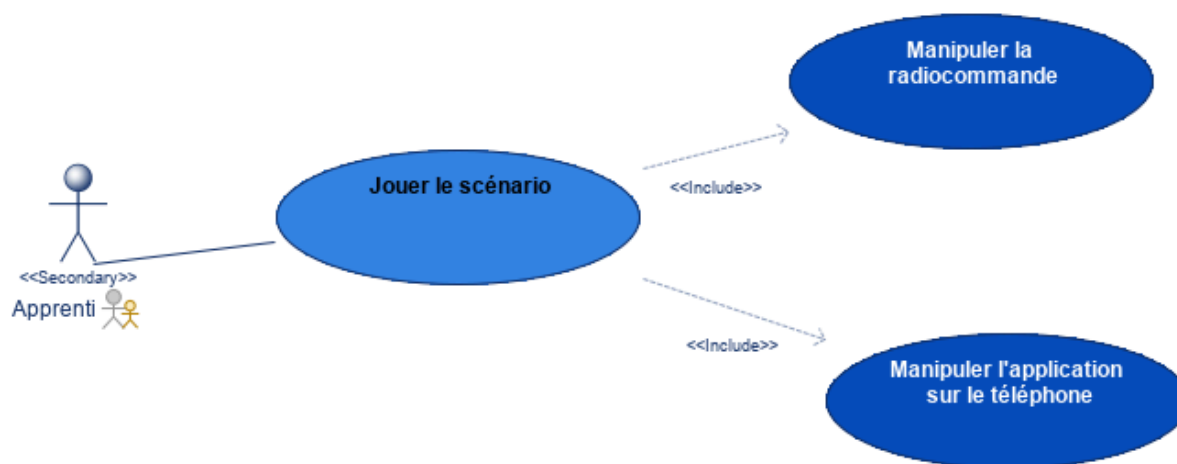 Manipuler la
radiocommande
Jouer le scénario
<<Include>>
<<Secondary>>
Apprenti
<<Include>>
Manipuler l'application
sur le téléphone